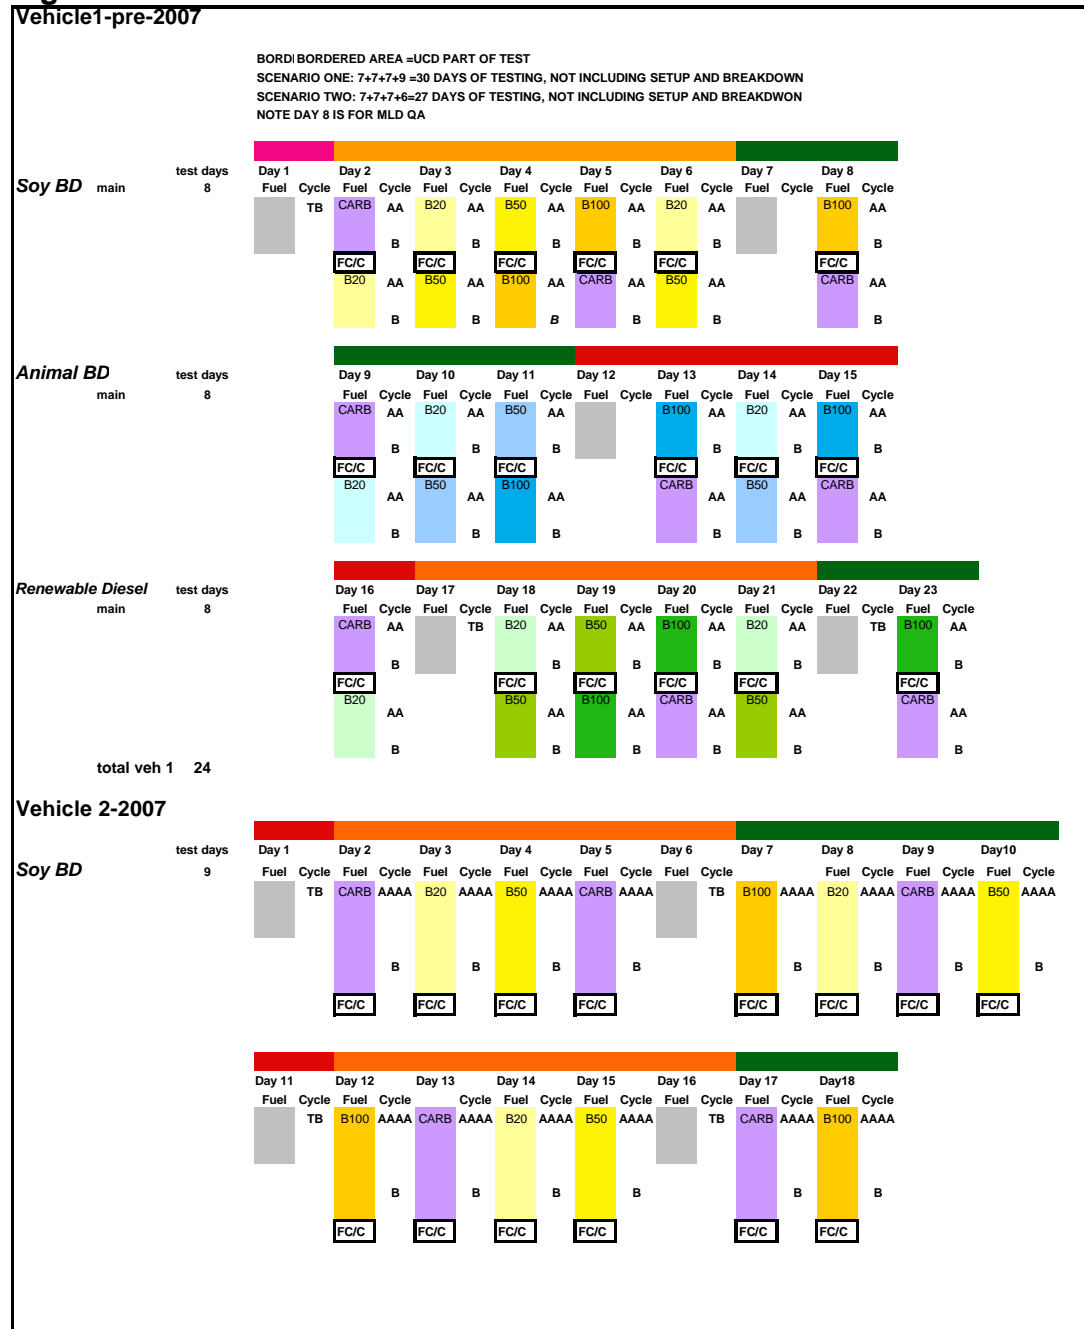 Vehicle1-pre-2007
BORDI BORDERED AREA =UCD PART OF TEST
SCENARIO ONE: 7+7+7+9 =30 DAYS OF TESTING, NOT INCLUDING SETUP AND BREAKDOWN
SCENARIO TWO: 7+7+7+6=27 DAYS OF TESTING, NOT INCLUDING SETUP AND BREAKDWON
NOTE DAY 8 IS FOR MLD QA
test days Day 1 Day 2 Day 3 Day 4 Day 5 Day 6 Day 7 Day 8
Soy BD main 8 Fuel Cycle Fuel Cycle Fuel Cycle Fuel Cycle Fuel Cycle Fuel Cycle Fuel Fuel Cycle
TB CARB AA B20 AA B50 AA B100 AA B20 AA B100 AA
B B B B B B
FC/C FC/C FC/C FC/C FC/C FC/C
B20 AA B50 AA B100 AA CARB AA B50 AA CARB AA
B B B B B B
Animal BD test days Day 9 Day 10 Day 11 Day 12 Day 13 Day 14 Day 15
main 8 Fuel Cycle Fuel Cycle Fuel Cycle Fuel Cycle Fuel Cycle Fuel Cycle Fuel Cycle
CARB AA B20 AA B50 AA B100 AA B20 AA B100 AA
B B B B B B
FC/C FC/C FC/C FC/C FC/C FC/C
B20 AA B50 AA B100 AA CARB AA B50 AA CARB AA
B B B B B B
Renewable Diesel test days Day 16 Day 17 Day 18 Day 19 Day 20 Day 21 Day 22 Day 23
main 8 Fuel Cycle Fuel Cycle Fuel Cycle Fuel Cycle Fuel Cycle Fuel Cycle Fuel Cycle Fuel Cycle
CARB AA TB B20 AA B50 AA B100 AA B20 AA TB B100 AA
B B B B B B
FC/C FC/C FC/C FC/C FC/C FC/C
B20 AA B50 AA B100 AA CARB AA B50 AA CARB AA
B B B B B B
total veh 1 24
Vehicle 2-2007
test days Day 1 Day 2 Day 3 Day 4 Day 5 Day 6 Day 7 Day 8 Day 9 Day10
Soy BD 9 Fuel Cycle Fuel Cycle Fuel Cycle Fuel Cycle Fuel Cycle Fuel Cycle Fuel Cycle Fuel Cycle Fuel Cycle
TB CARB AAAA B20 AAAA B50 AAAA CARB AAAA TB B100 AAAA B20 AAAA CARB AAAA B50 AAAA
B B B B B B B B
FC/C FC/C FC/C FC/C FC/C FC/C FC/C FC/C
Day 11 Day 12 Day 13 Day 14 Day 15 Day 16 Day 17 Day18
Fuel Cycle Fuel Cycle Cycle Fuel Cycle Fuel Cycle Fuel Cycle Fuel Cycle Fuel Cycle
TB B100 AAAA CARB AAAA B20 AAAA B50 AAAA TB CARB AAAA B100 AAAA
B B B B B B
FC/C FC/C FC/C FC/C FC/C FC/C